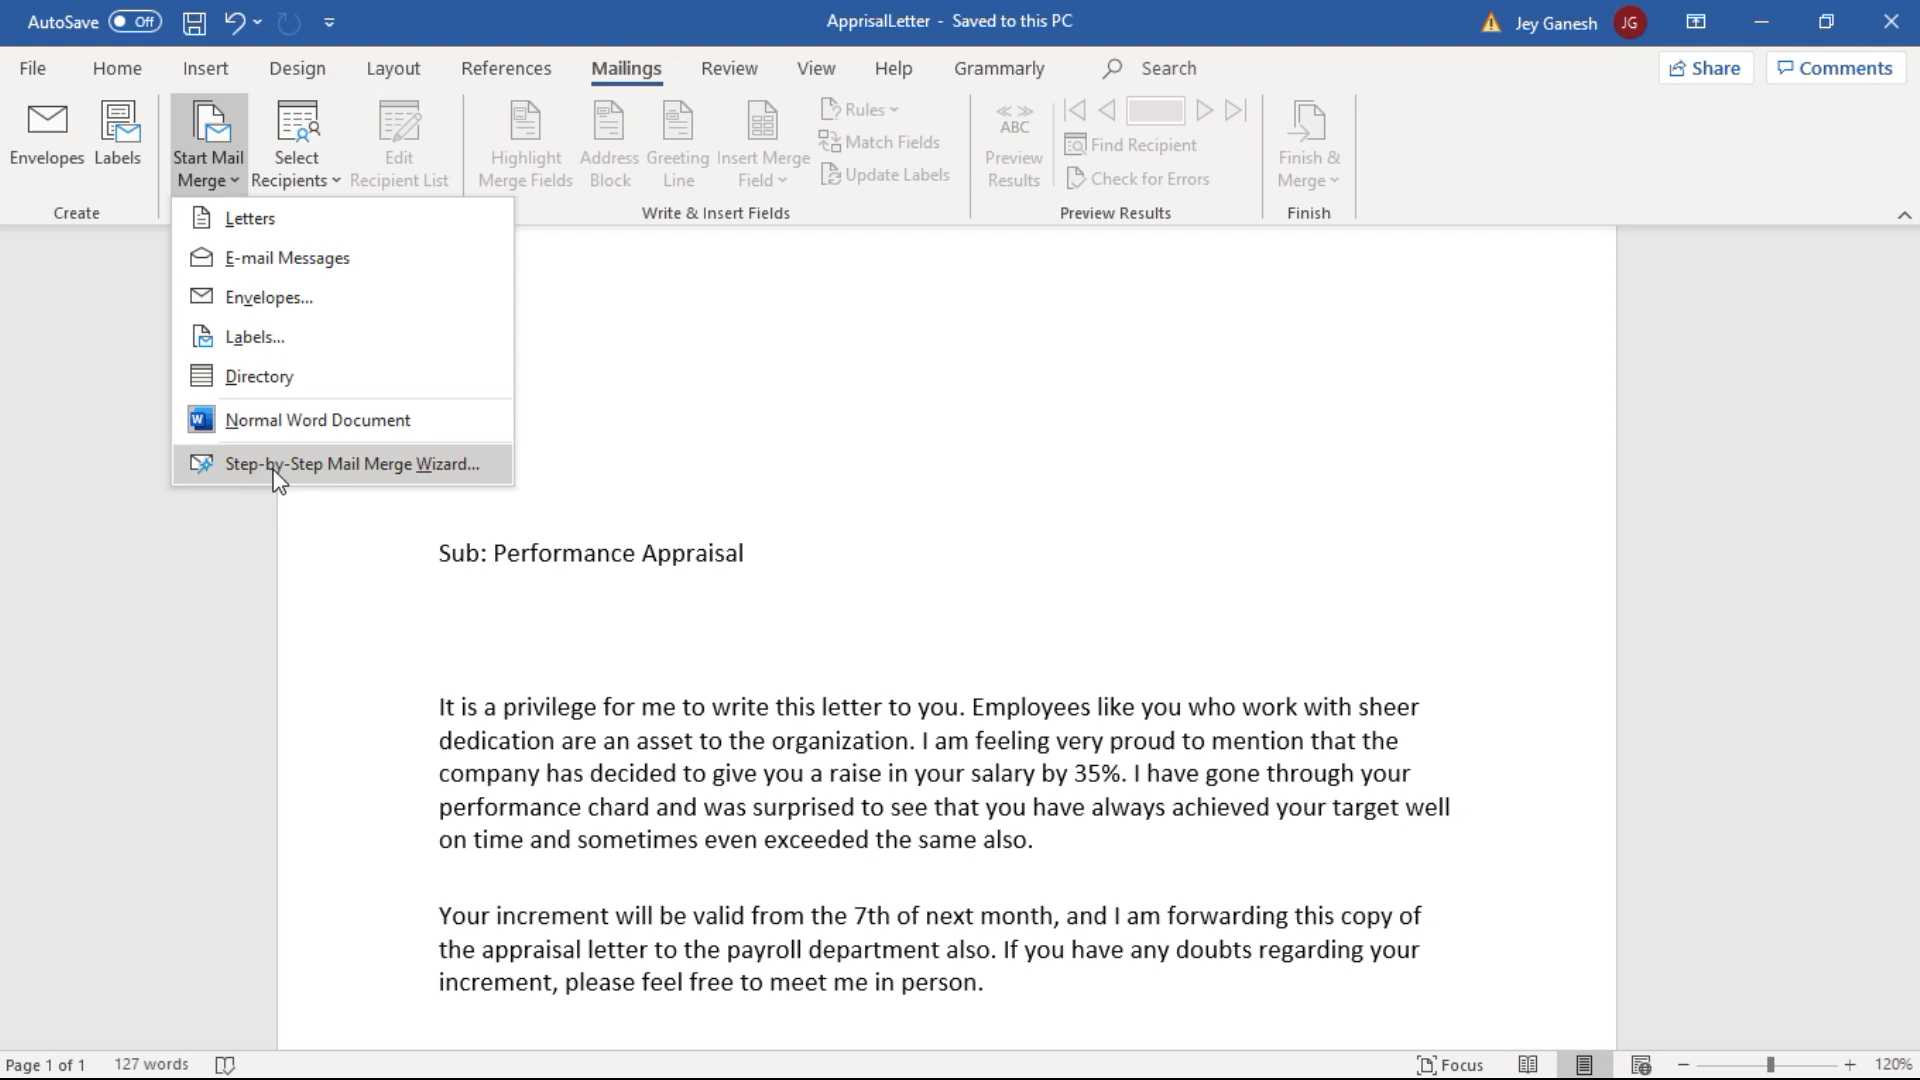 AutoSave Off ApprisalLetter - Saved to this PC Jey Ganesh JG
File Home Insert Design Layout References Mailings Review View Help Grammarly Search Share Comments
Envelopes
Labels
Start Mail
Merge
Select
Recipients
Edit
Recipient List
Highlight
Merge Fields
Address
Block
Greeting
Line
Insert Merge
Field
Rules
Match Fields
Update Labels
ABC
Preview
Results
Find Recipient
Check for Errors
Finish &
Merge
Create Write & Insert Fields Preview Results Finish
Letters
E-mail Messages
Envelopes...
Labels...
Directory
W Normal Word Document
Step-by-Step Mail Merge Wizard...
Sub: Performance Appraisal
It is a privilege for me to write this letter to you. Employees like you who work with sheer
dedication are an asset to the organization. I am feeling very proud to mention that the
company has decided to give you a raise in your salary by 35%. I have gone through your
performance chard and was surprised to see that you have always achieved your target well
on time and sometimes even exceeded the same also.
Your increment will be valid from the 7th of next month, and I am forwarding this copy of
the appraisal letter to the payroll department also. If you have any doubts regarding your
increment, please feel free to meet me in person.
Page 1 of 1 127 words Focus 120%